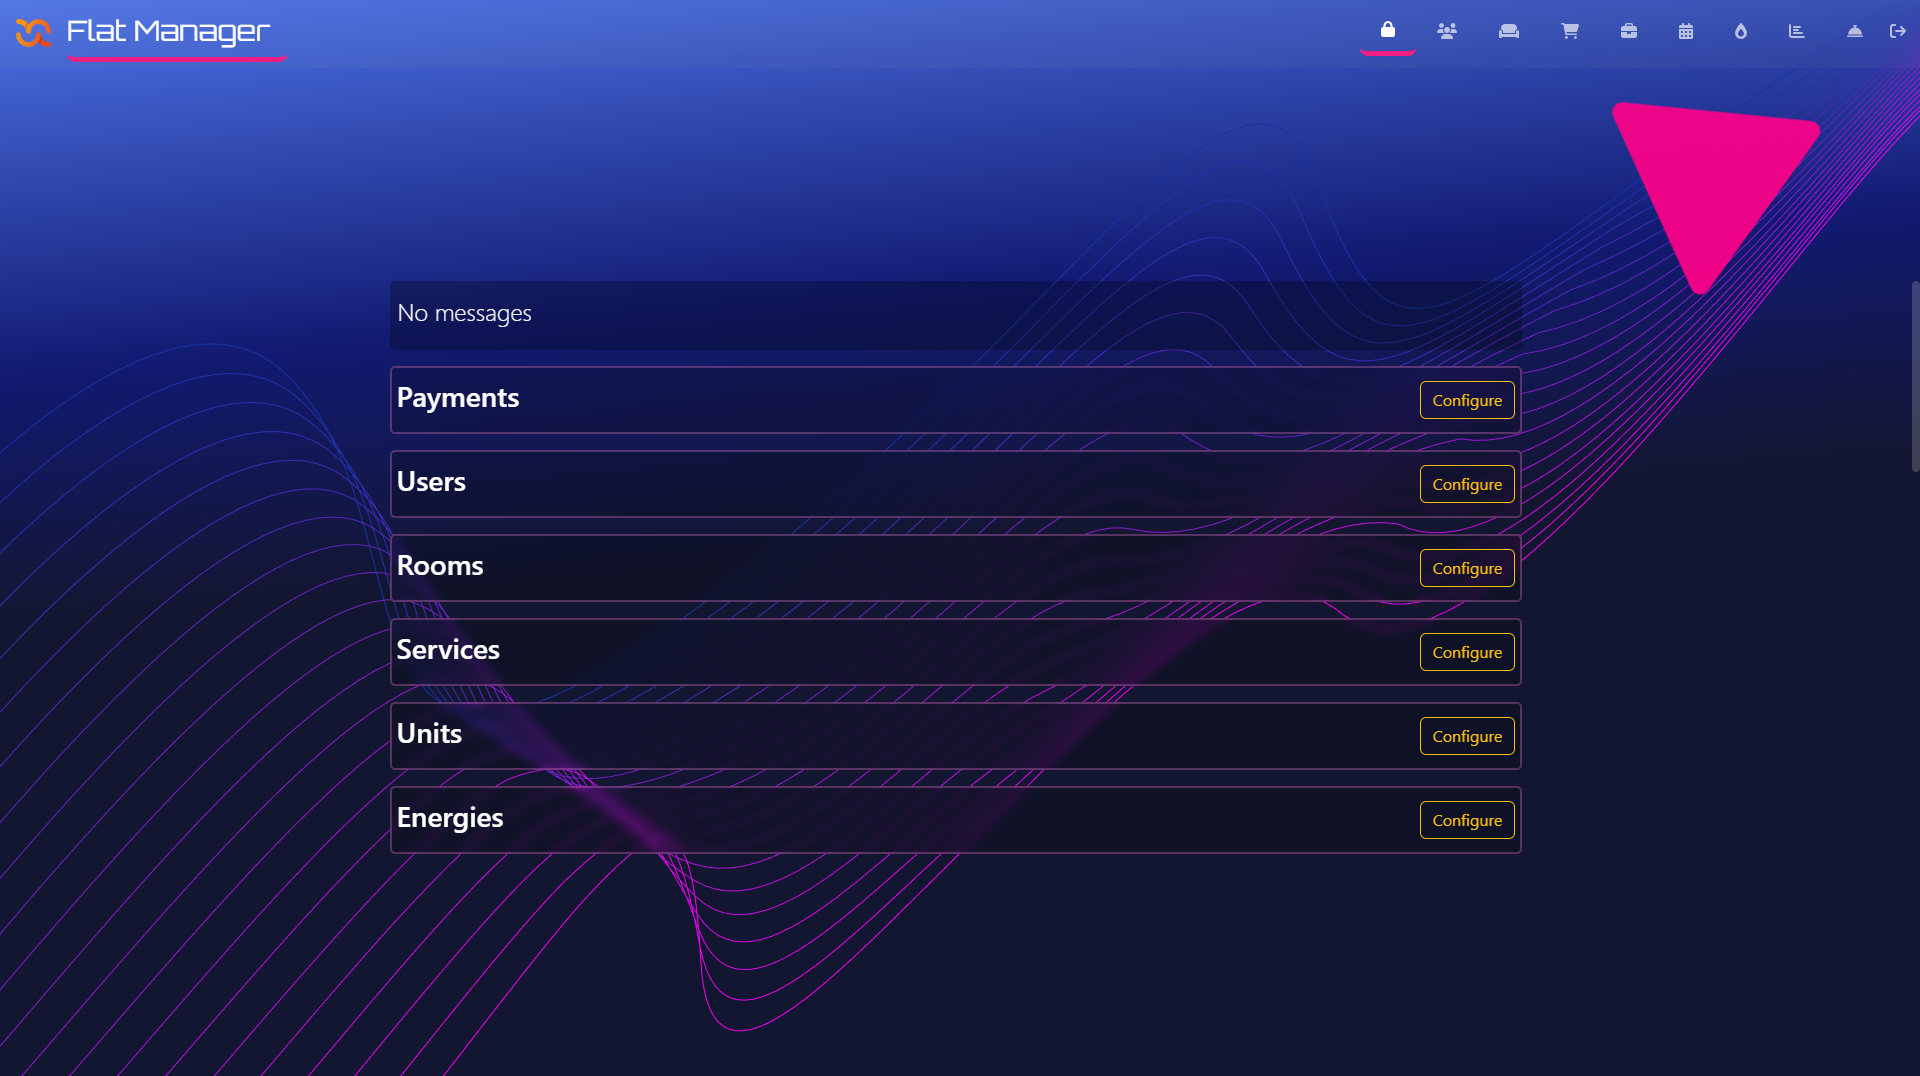 Flat Manager
No messages
Payments
Configure
Users
Configure
Rooms
Configure
Services
Configure
Units
Configure
Energies
Configure